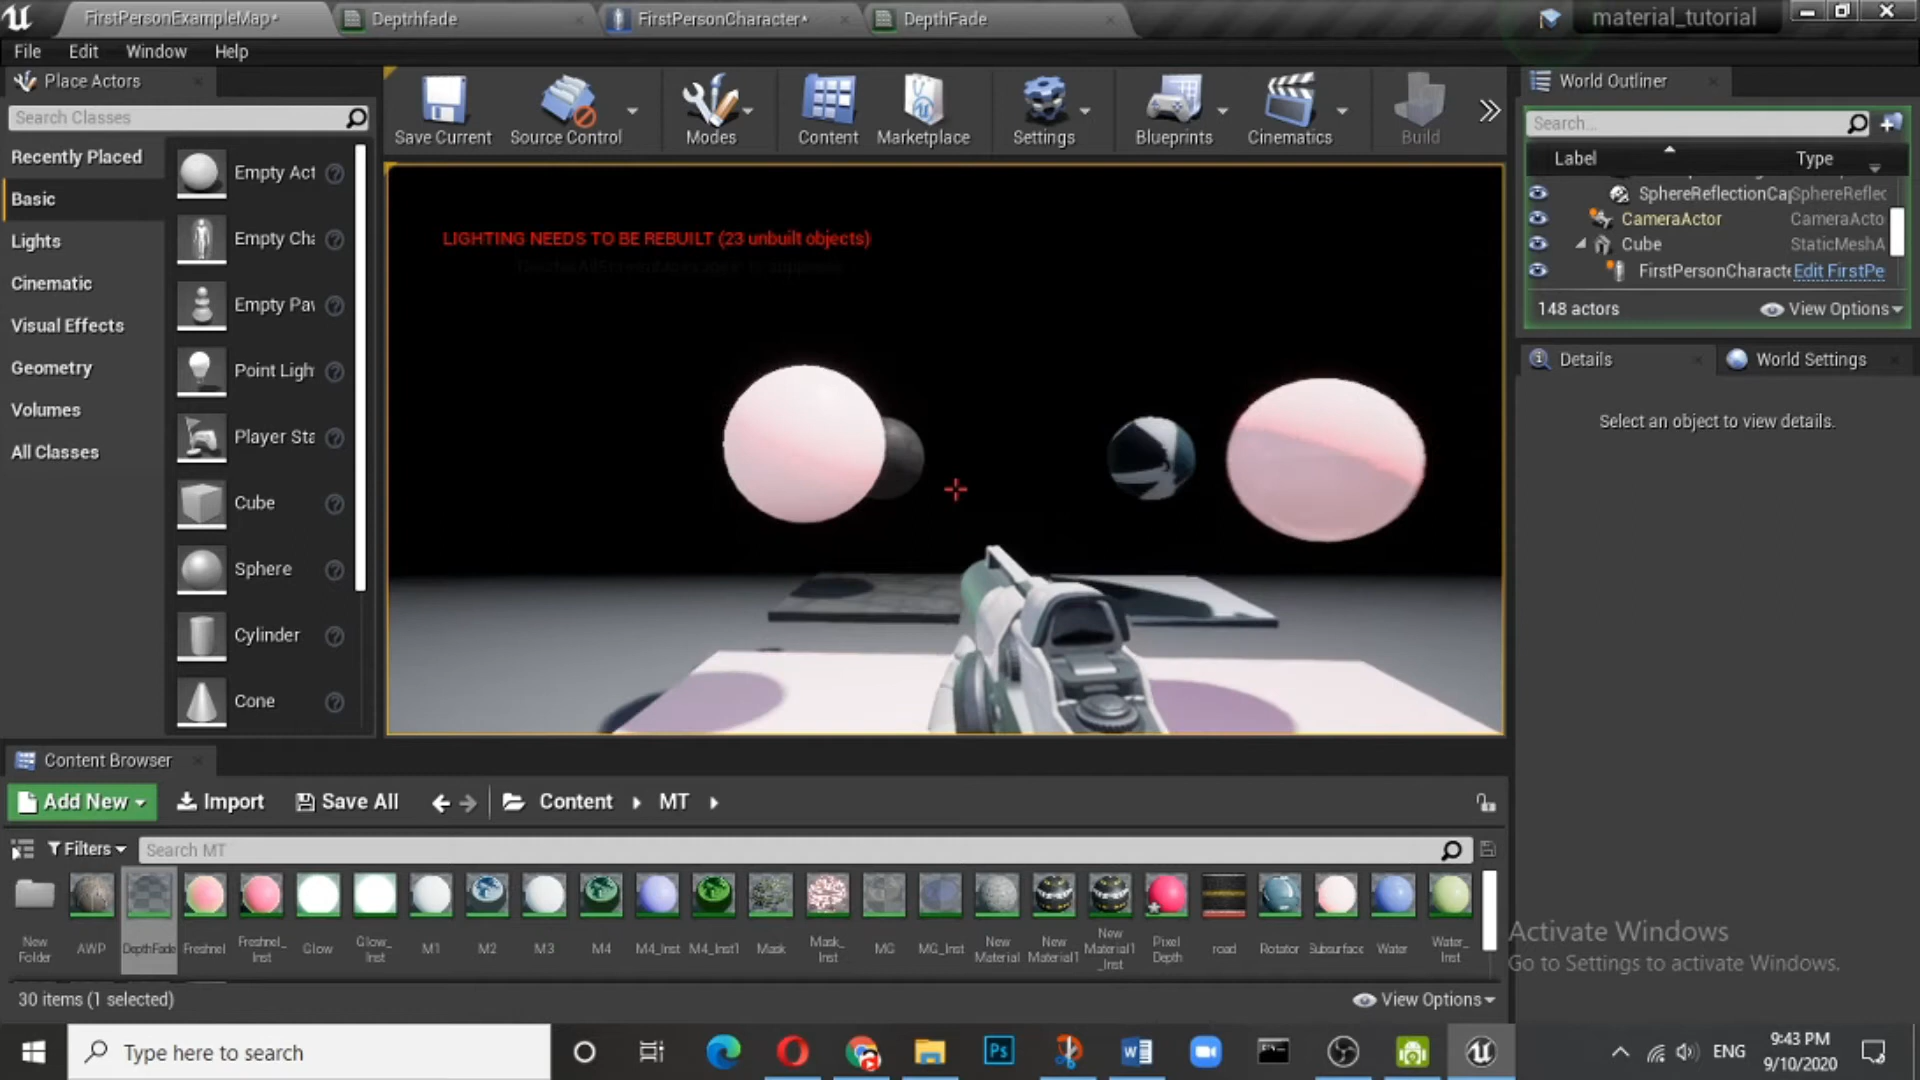 FirstPersonExampleMap*
Deptrhfade
FirstPersonCharacter*
DepthFade
material_tutorial
File Edit Window Help
Place Actors
Search Classes
Recently Placed
Basic
Lights
Cinematic
Visual Effects
Geometry
Volumes
All Classes
Empty Act
Empty Cha
Empty Pav
Point Ligh
Player Sta
Cube
Sphere
Cylinder
Cone
Save Current
Source Control
Modes
Content
Marketplace
Settings
Blueprints
Cinematics
Build
LIGHTING NEEDS TO BE REBUILT (23 unbuilt objects)
World Outliner
Search...
Label Type
SphereReflectionCap SphereReflec
CameraActor CameraActo
Cube StaticMeshA
FirstPersonCharacte Edit FirstPe
148 actors View Options
Details World Settings
Select an object to view details.
Content Browser
Add New Import Save All Content MT
Filters Search MT
New Folder
AWP
DepthFade
Freshnel
Freshnel_Inst
Glow
Glow_Inst
M1
M2
M3
M4
M4_Inst
M4_Inst1
Mask
Mask_Inst
MG
MG_Inst
New Material
New Material1
New Material1_Inst
Pixel Depth
road
Rotator
Subsurface
Water
Water_Inst
30 items (1 selected) View Options
Activate Windows
Go to Settings to activate Windows.
Type here to search
Ps
ENG
9:43 PM
9/10/2020